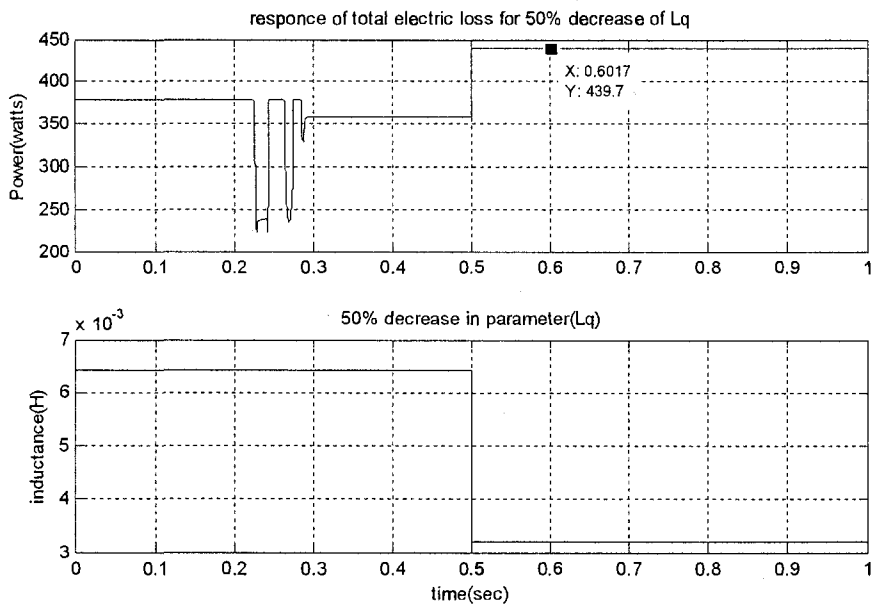 responce of total electric loss for 50% decrease of Lq
450
400
350
300
250
200
Power(watts)
X: 0.6017
Y: 439.7
0 0.1 0.2 0.3 0.4 0.5 0.6 0.7 0.8 0.9 1
x 10^-3
50% decrease in parameter(Lq)
7
6
5
4
3
inductance(H)
0 0.1 0.2 0.3 0.4 0.5 0.6 0.7 0.8 0.9 1
time(sec)